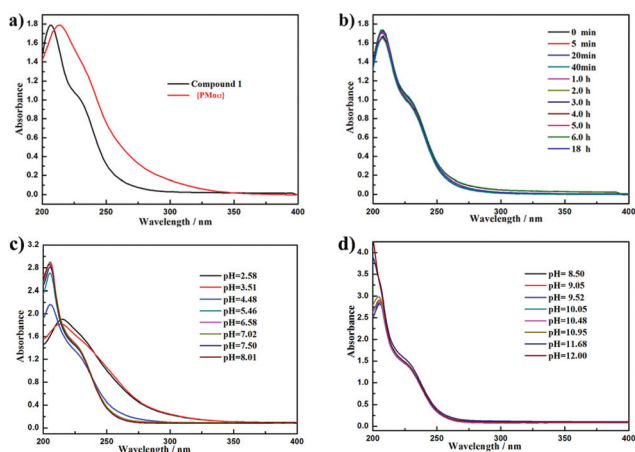 a)
1.8
1.6
1.4
1.2
1.0
0.8
0.6
0.4
0.2
0.0
Absorbance
Compound 1
{PMo12}
200 250 300 350 400
Wavelength / nm
b)
1.8
1.6
1.4
1.2
1.0
0.8
0.6
0.4
0.2
0.0
Absorbance
0 min
5 min
20min
40min
1.0 h
2.0 h
3.0 h
4.0 h
5.0 h
6.0 h
18 h
200 250 300 350 400
Wavelength / nm
c)
3.2
2.8
2.4
2.0
1.6
1.2
0.8
0.4
0.0
Absorbance
pH=2.58
pH=3.51
pH=4.48
pH=5.46
pH=6.58
pH=7.02
pH=7.50
pH=8.01
200 250 300 350 400
Wavelength / nm
d)
4.0
3.5
3.0
2.5
2.0
1.5
1.0
0.5
0.0
Absorbance
pH= 8.50
pH= 9.05
pH= 9.52
pH=10.05
pH=10.48
pH=10.95
pH=11.68
pH=12.00
200 250 300 350 400
Wavelength / nm